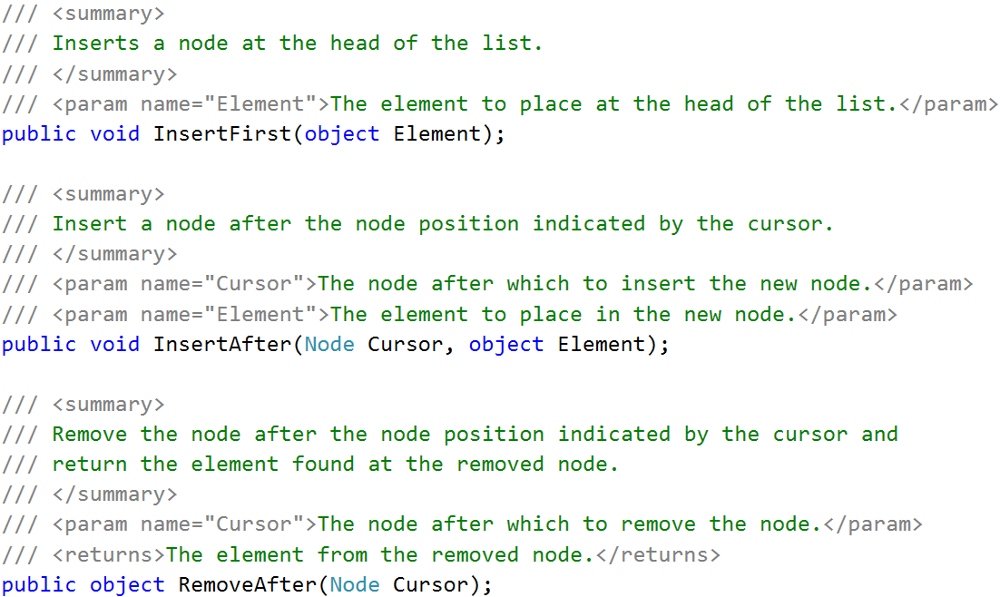 /// <summary>
/// Inserts a node at the head of the list.
/// </summary>
/// <param name="Element">The element to place at the head of the list.</param>
public void InsertFirst(object Element);

/// <summary>
/// Insert a node after the node position indicated by the cursor.
/// </summary>
/// <param name="Cursor">The node after which to insert the new node.</param>
/// <param name="Element">The element to place in the new node.</param>
public void InsertAfter(Node Cursor, object Element);

/// <summary>
/// Remove the node after the node position indicated by the cursor and
/// return the element found at the removed node.
/// </summary>
/// <param name="Cursor">The node after which to remove the node.</param>
/// <returns>The element from the removed node.</returns>
public object RemoveAfter(Node Cursor);